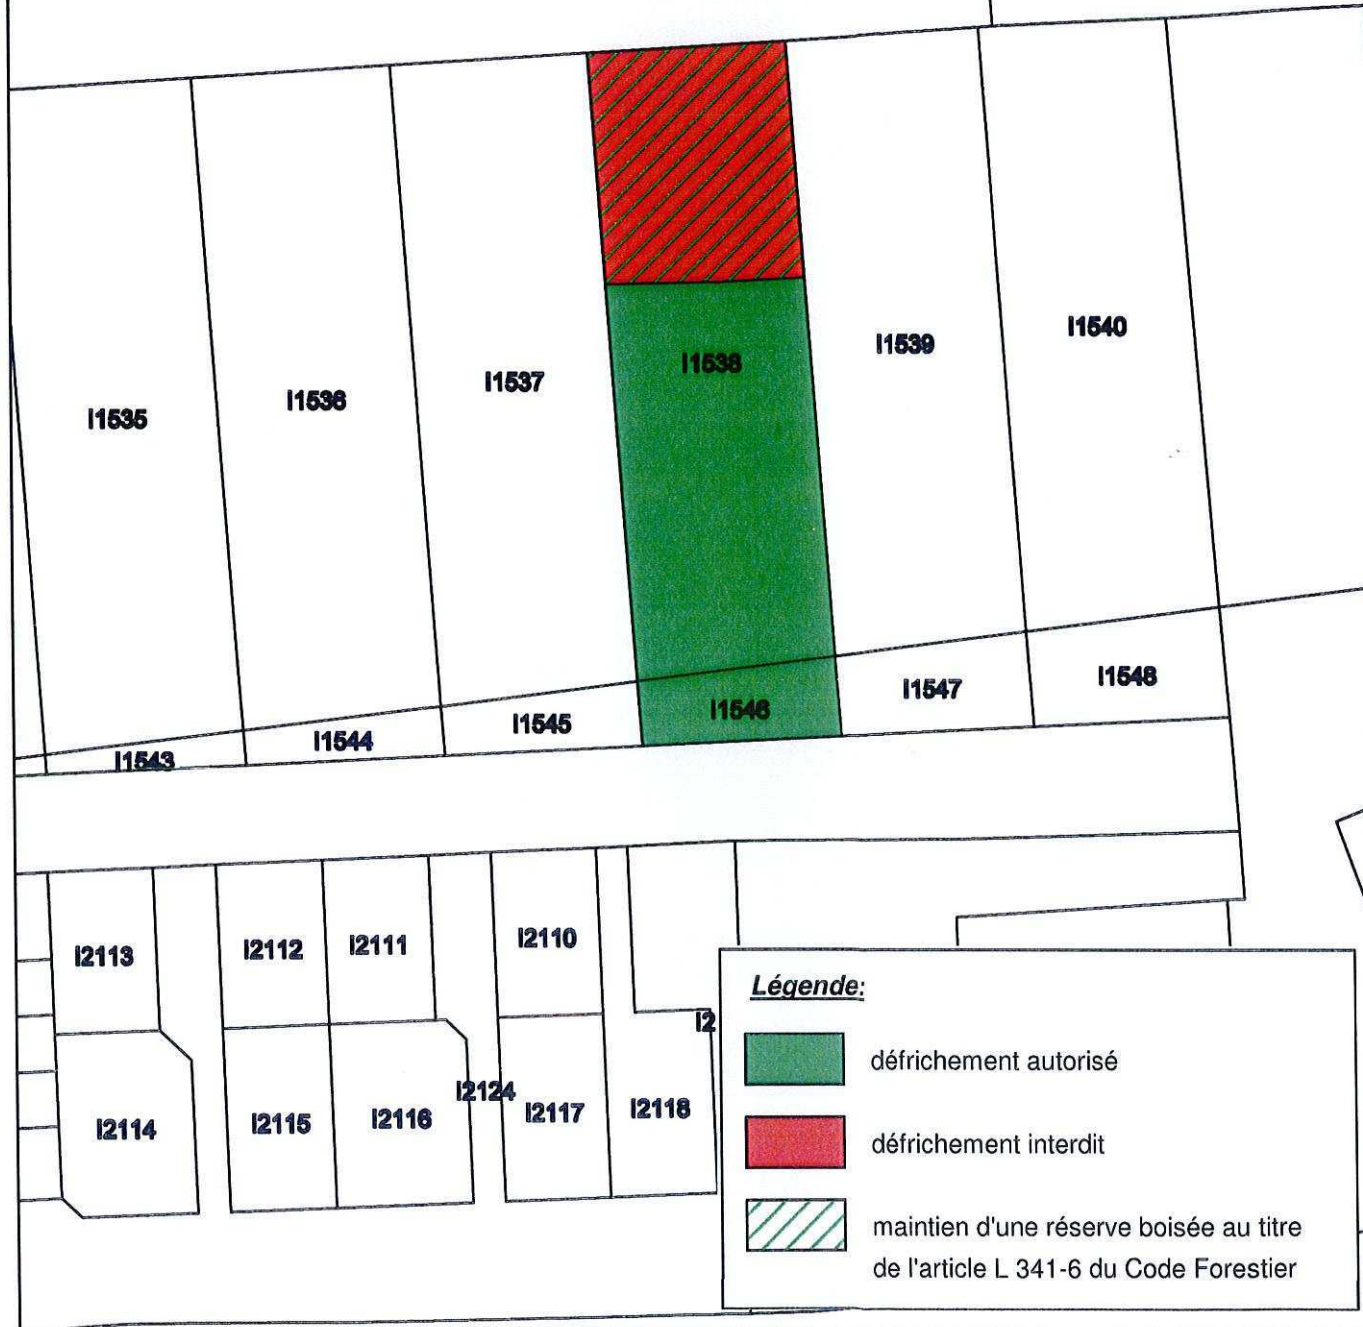 I1540
I1539
I1538
I1537
I1536
I1535
I1548
I1547
I1546
I1545
I1544
I1543
I2113
I2112
I2111
I2110
I2
I2114
I2115
I2116
I2124
I2117
I2118
Légende:
défrichement autorisé
défrichement interdit
maintien d'une réserve boisée au titre
de l'article L 341-6 du Code Forestier